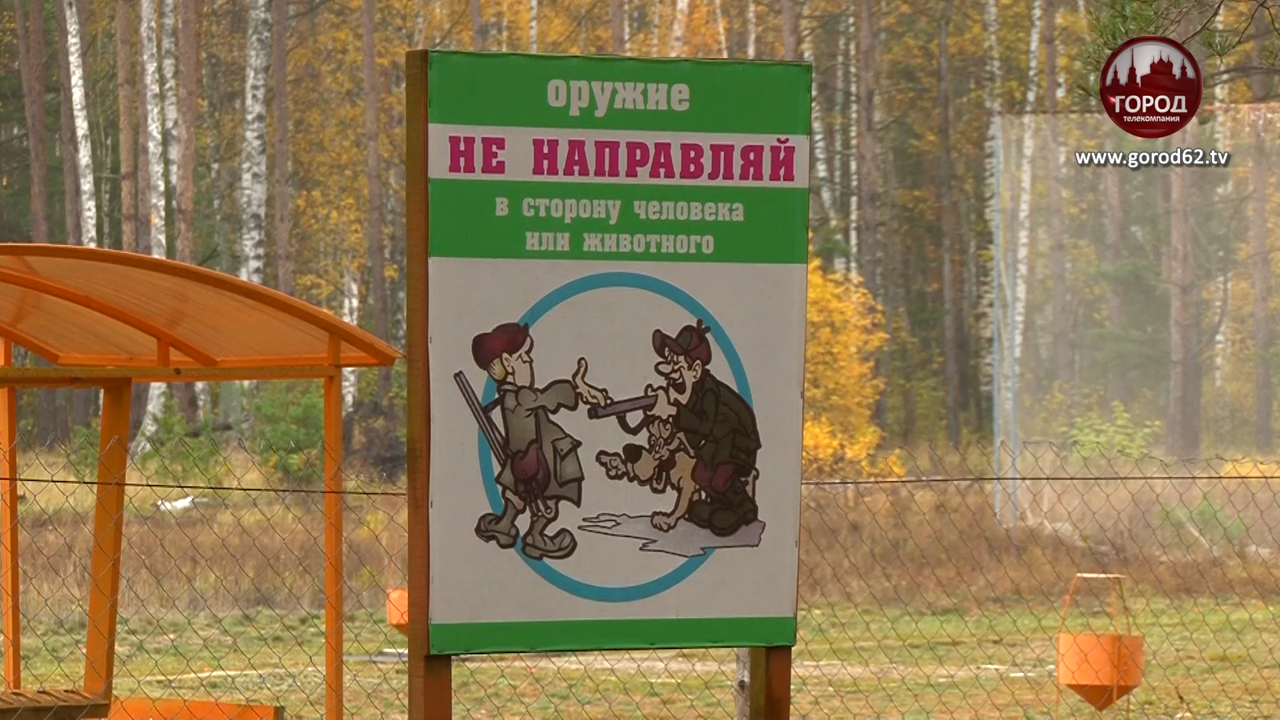 оружие
НЕ НАПРАВЛЯЙ
в сторону человека
или животного
ГОРОД
телекомпания
www.gorod62.tv